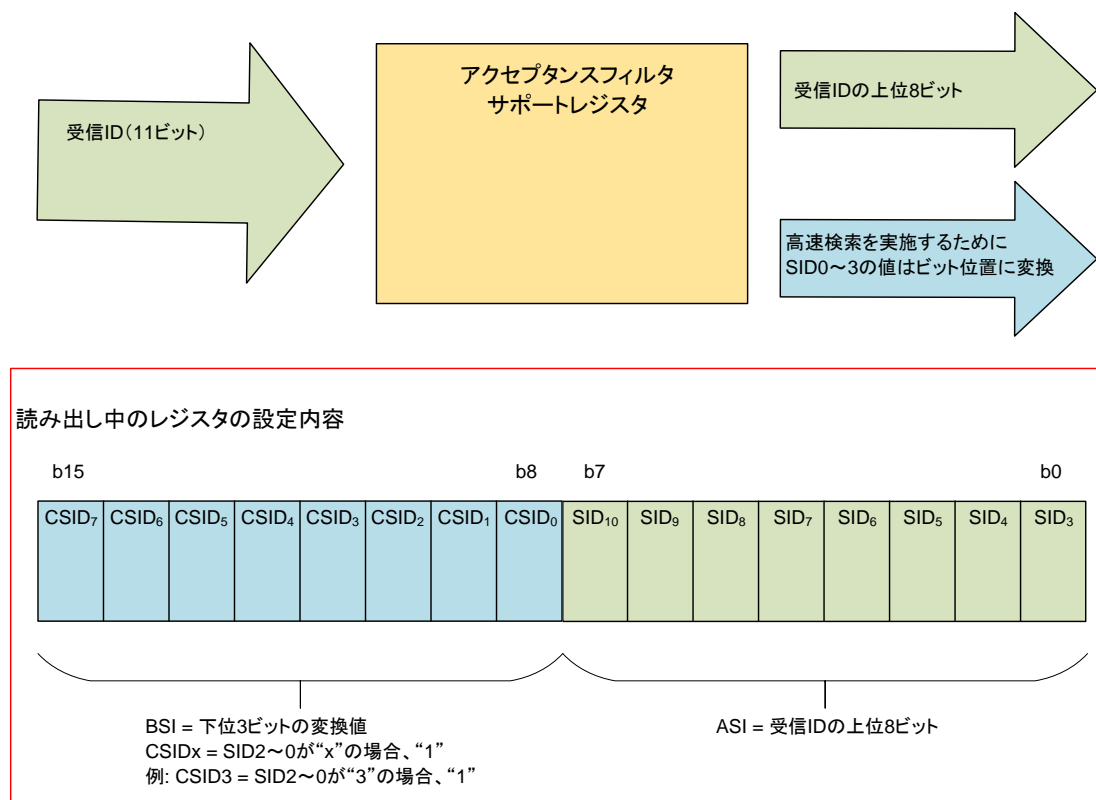 受信ID（11ビット）
アクセプタンスフィルタ
サポートレジスタ
受信IDの上位8ビット
高速検索を実施するために
SID0～3の値はビット位置に変換
読み出し中のレジスタの設定内容
b15 b8 b7 b0
CSID7 CSID6 CSID5 CSID4 CSID3 CSID2 CSID1 CSID0 SID10 SID9 SID8 SID7 SID6 SID5 SID4 SID3
BSI = 下位3ビットの変換値
CSIDx = SID2～0が“x”の場合、“1”
例: CSID3 = SID2～0が“3”の場合、“1”
ASI = 受信IDの上位8ビット